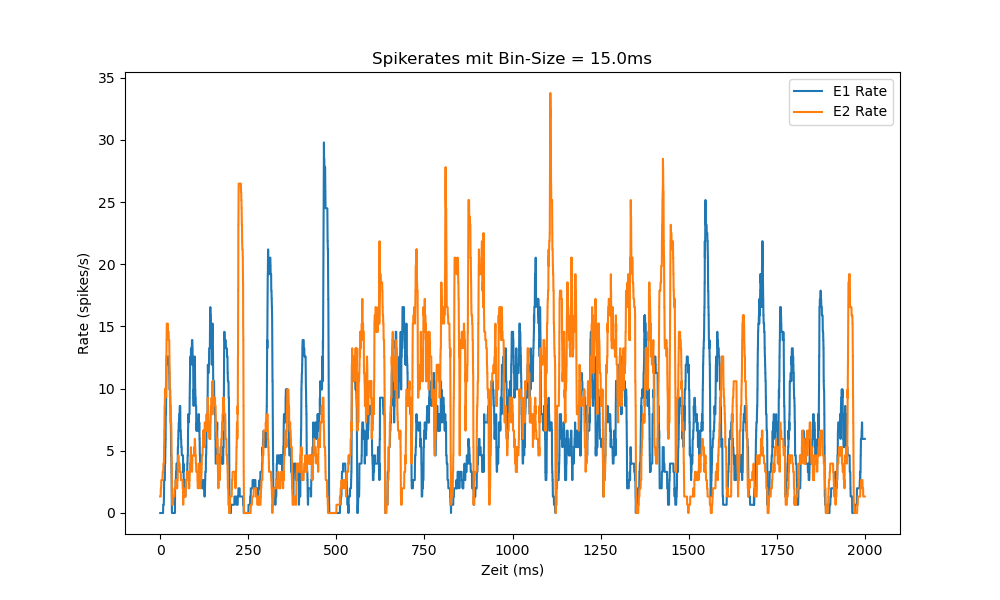 Spikerates mit Bin-Size = 15.0ms
E1 Rate
E2 Rate
35
30
25
20
15
10
5
0
Rate (spikes/s)
0 250 500 750 1000 1250 1500 1750 2000
Zeit (ms)